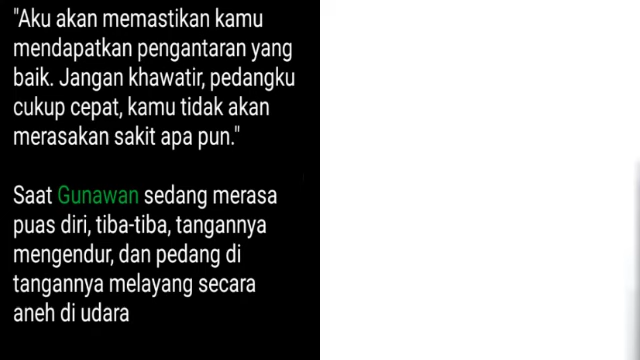 "Aku akan memastikan kamu
mendapatkan pengantaran yang
baik. Jangan khawatir, pedangku
cukup cepat, kamu tidak akan
merasakan sakit apa pun."
Saat Gunawan sedang merasa
puas diri, tiba-tiba, tangannya
mengendur, dan pedang di
tangannya melayang secara
aneh di udara